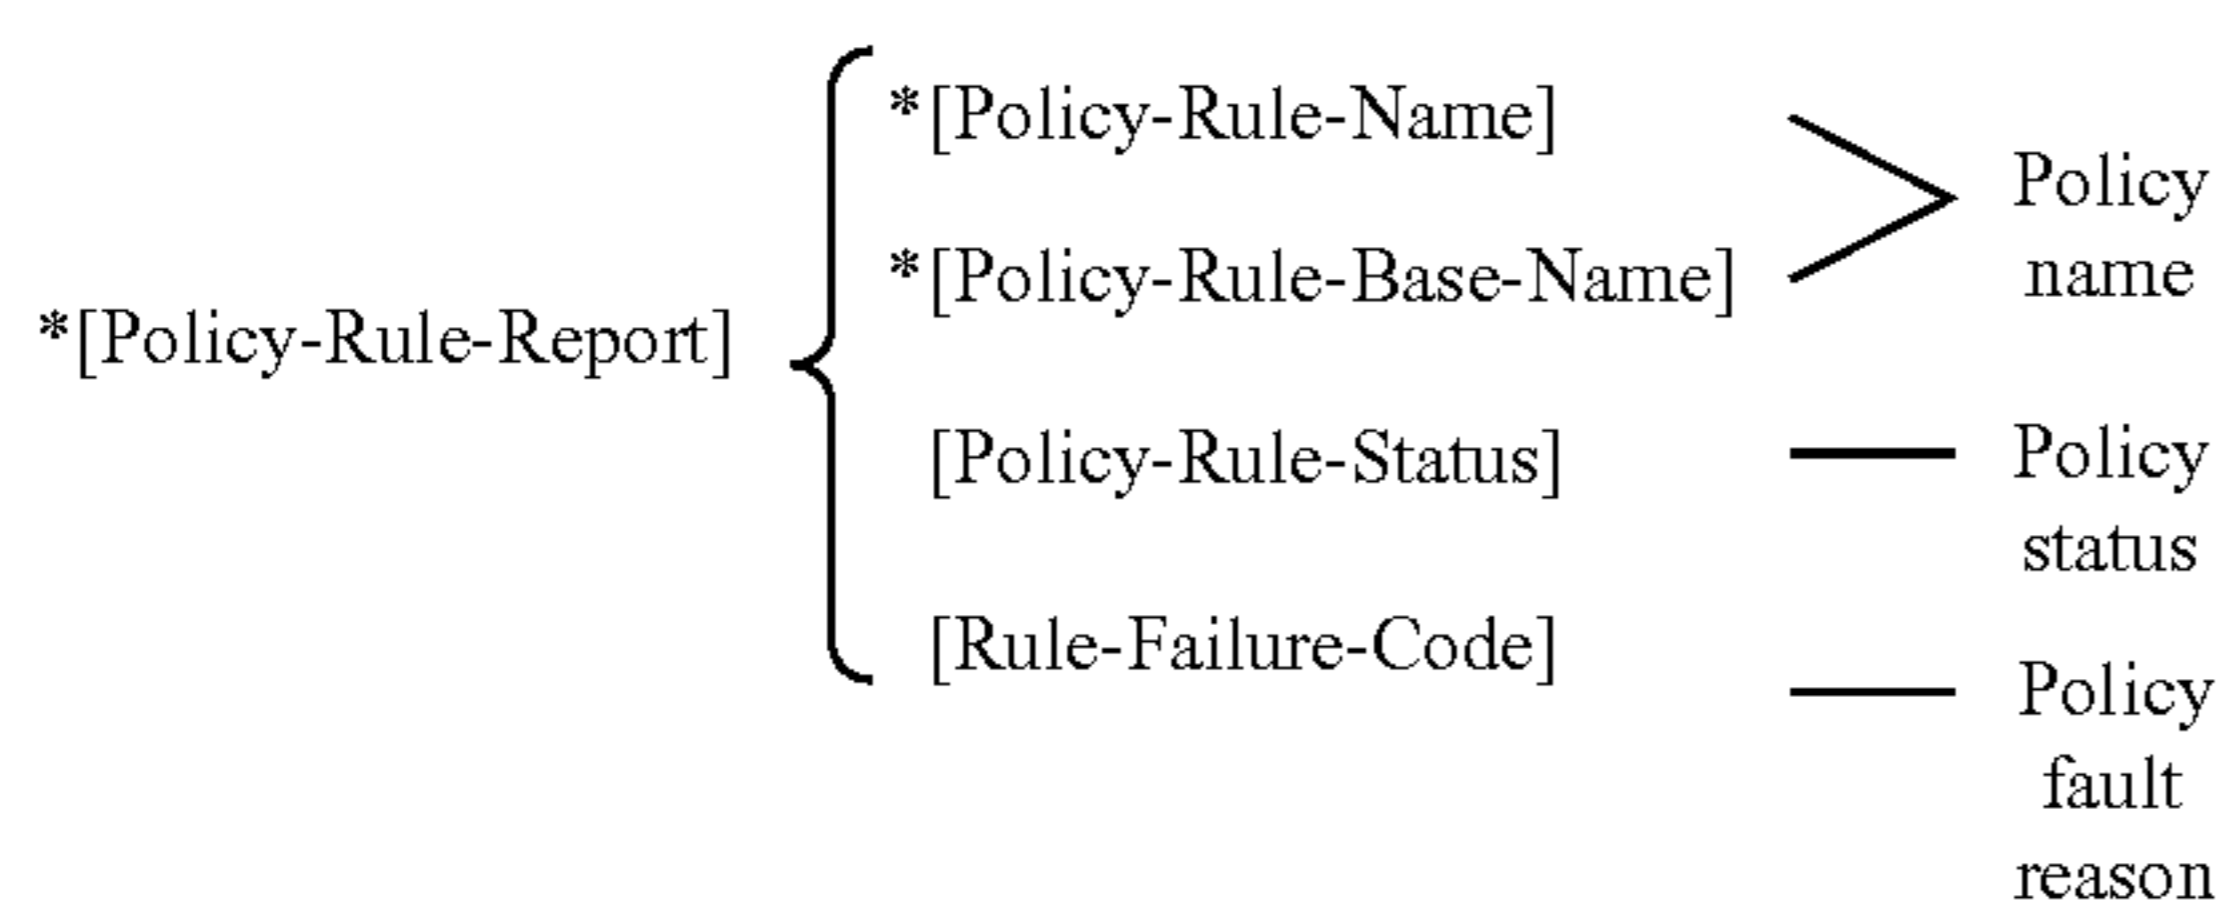 *[Policy-Rule-Report]
*[Policy-Rule-Name]
*[Policy-Rule-Base-Name]
[Policy-Rule-Status]
[Rule-Failure-Code]
Policy
name
Policy
status
Policy
fault
reason